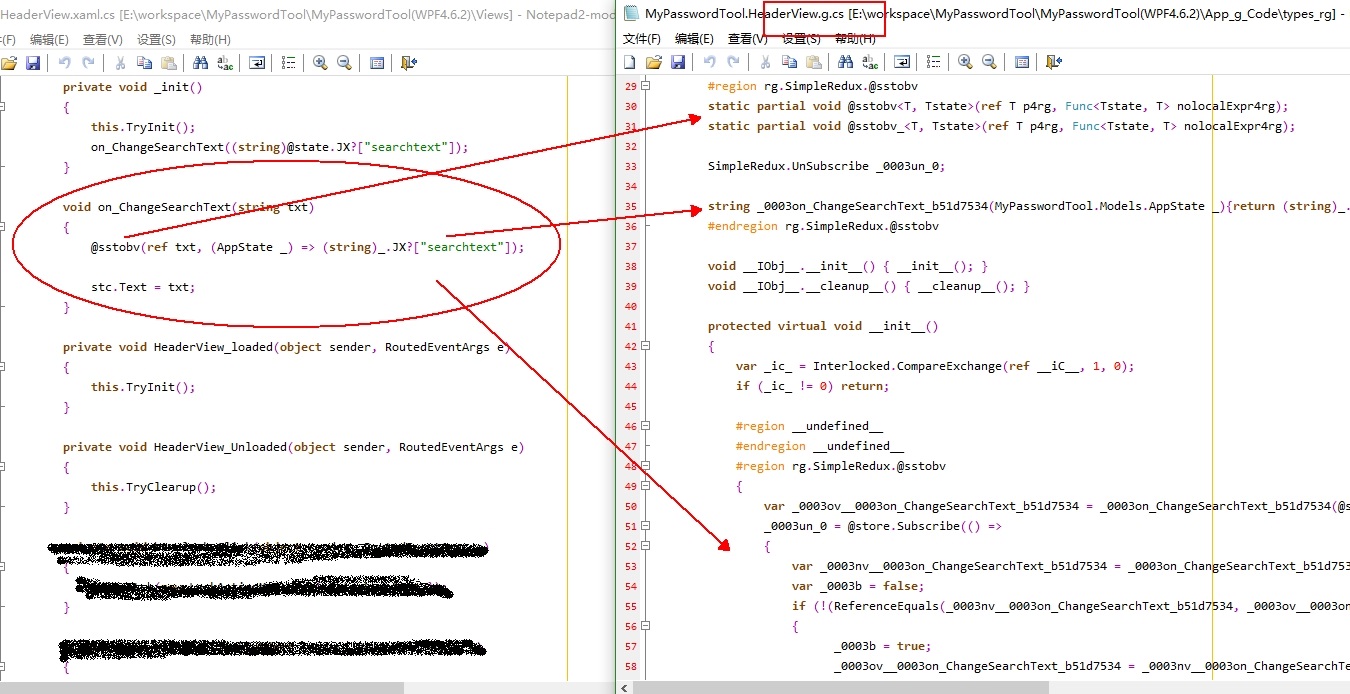 HeaderView.xaml.cs [E:\workspace\MyPasswordTool\MyPasswordTool(WPF4.6.2)\Views] - Notepad2-mod
(F) 编辑(E) 查看(V) 设置(S) 帮助(H)
private void _init()
{
this.TryInit();
on_ChangeSearchText((string)@state.JX?["searchtext"]);
}
void on_ChangeSearchText(string txt)
{
@sstobv(ref txt, (AppState _) => (string)_.JX?["searchtext"]);
stc.Text = txt;
}
private void HeaderView_loaded(object sender, RoutedEventArgs e)
{
this.TryInit();
}
private void HeaderView_Unloaded(object sender, RoutedEventArgs e)
{
this.TryClearup();
}
)
{
}
{
MyPasswordTool.HeaderView.g.cs [E:\workspace\MyPasswordTool\MyPasswordTool(WPF4.6.2)\App_g_Code\types_rg] -
文件(F) 编辑(E) 查看(V) 设置(S) 帮助(H)
29 #region rg.SimpleRedux.@sstobv
30 static partial void @sstobv<T, Tstate>(ref T p4rg, Func<Tstate, T> nolocalExpr4rg);
31 static partial void @sstobv_<T, Tstate>(ref T p4rg, Func<Tstate, T> nolocalExpr4rg);
32
33 SimpleRedux.UnSubscribe _0003un_0;
34
35 string _0003on_ChangeSearchText_b51d7534(MyPasswordTool.Models.AppState _){return (string)_.
36 #endregion rg.SimpleRedux.@sstobv
37
38 void __IObj__.__init__() { __init__(); }
39 void __IObj__.__cleanup__() { __cleanup__(); }
40
41 protected virtual void __init__()
42 {
43 var _ic_ = Interlocked.CompareExchange(ref __iC__, 1, 0);
44 if (_ic_ != 0) return;
45
46 #region __undefined__
47 #endregion __undefined__
48 #region rg.SimpleRedux.@sstobv
49 {
50 var _0003ov__0003on_ChangeSearchText_b51d7534 = _0003on_ChangeSearchText_b51d7534(@s
51 _0003un_0 = @store.Subscribe(() =>
52 {
53 var _0003nv__0003on_ChangeSearchText_b51d7534 = _0003on_ChangeSearchText_b51d753
54 var _0003b = false;
55 if (!(ReferenceEquals(_0003nv__0003on_ChangeSearchText_b51d7534, _0003ov__0003on
56 {
57 _0003b = true;
58 _0003ov__0003on_ChangeSearchText_b51d7534 = _0003nv__0003on_ChangeSearchText